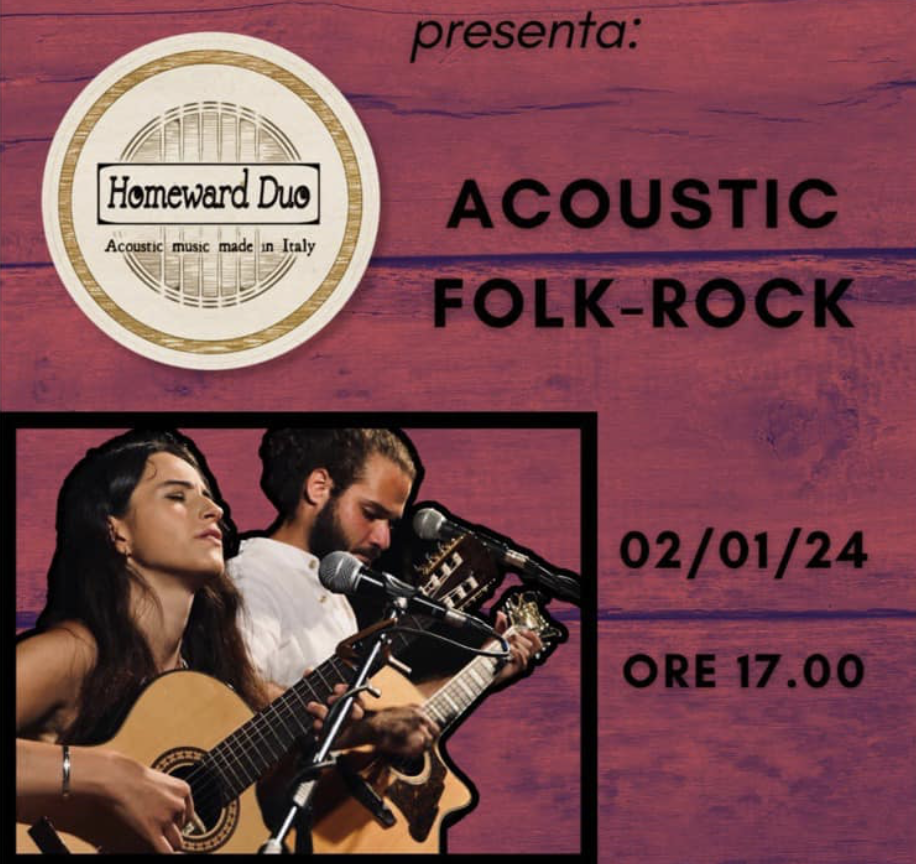 presenta:
Homeward Duo
Acoustic music made in Italy
ACOUSTIC
FOLK-ROCK
02/01/24
ORE 17.00